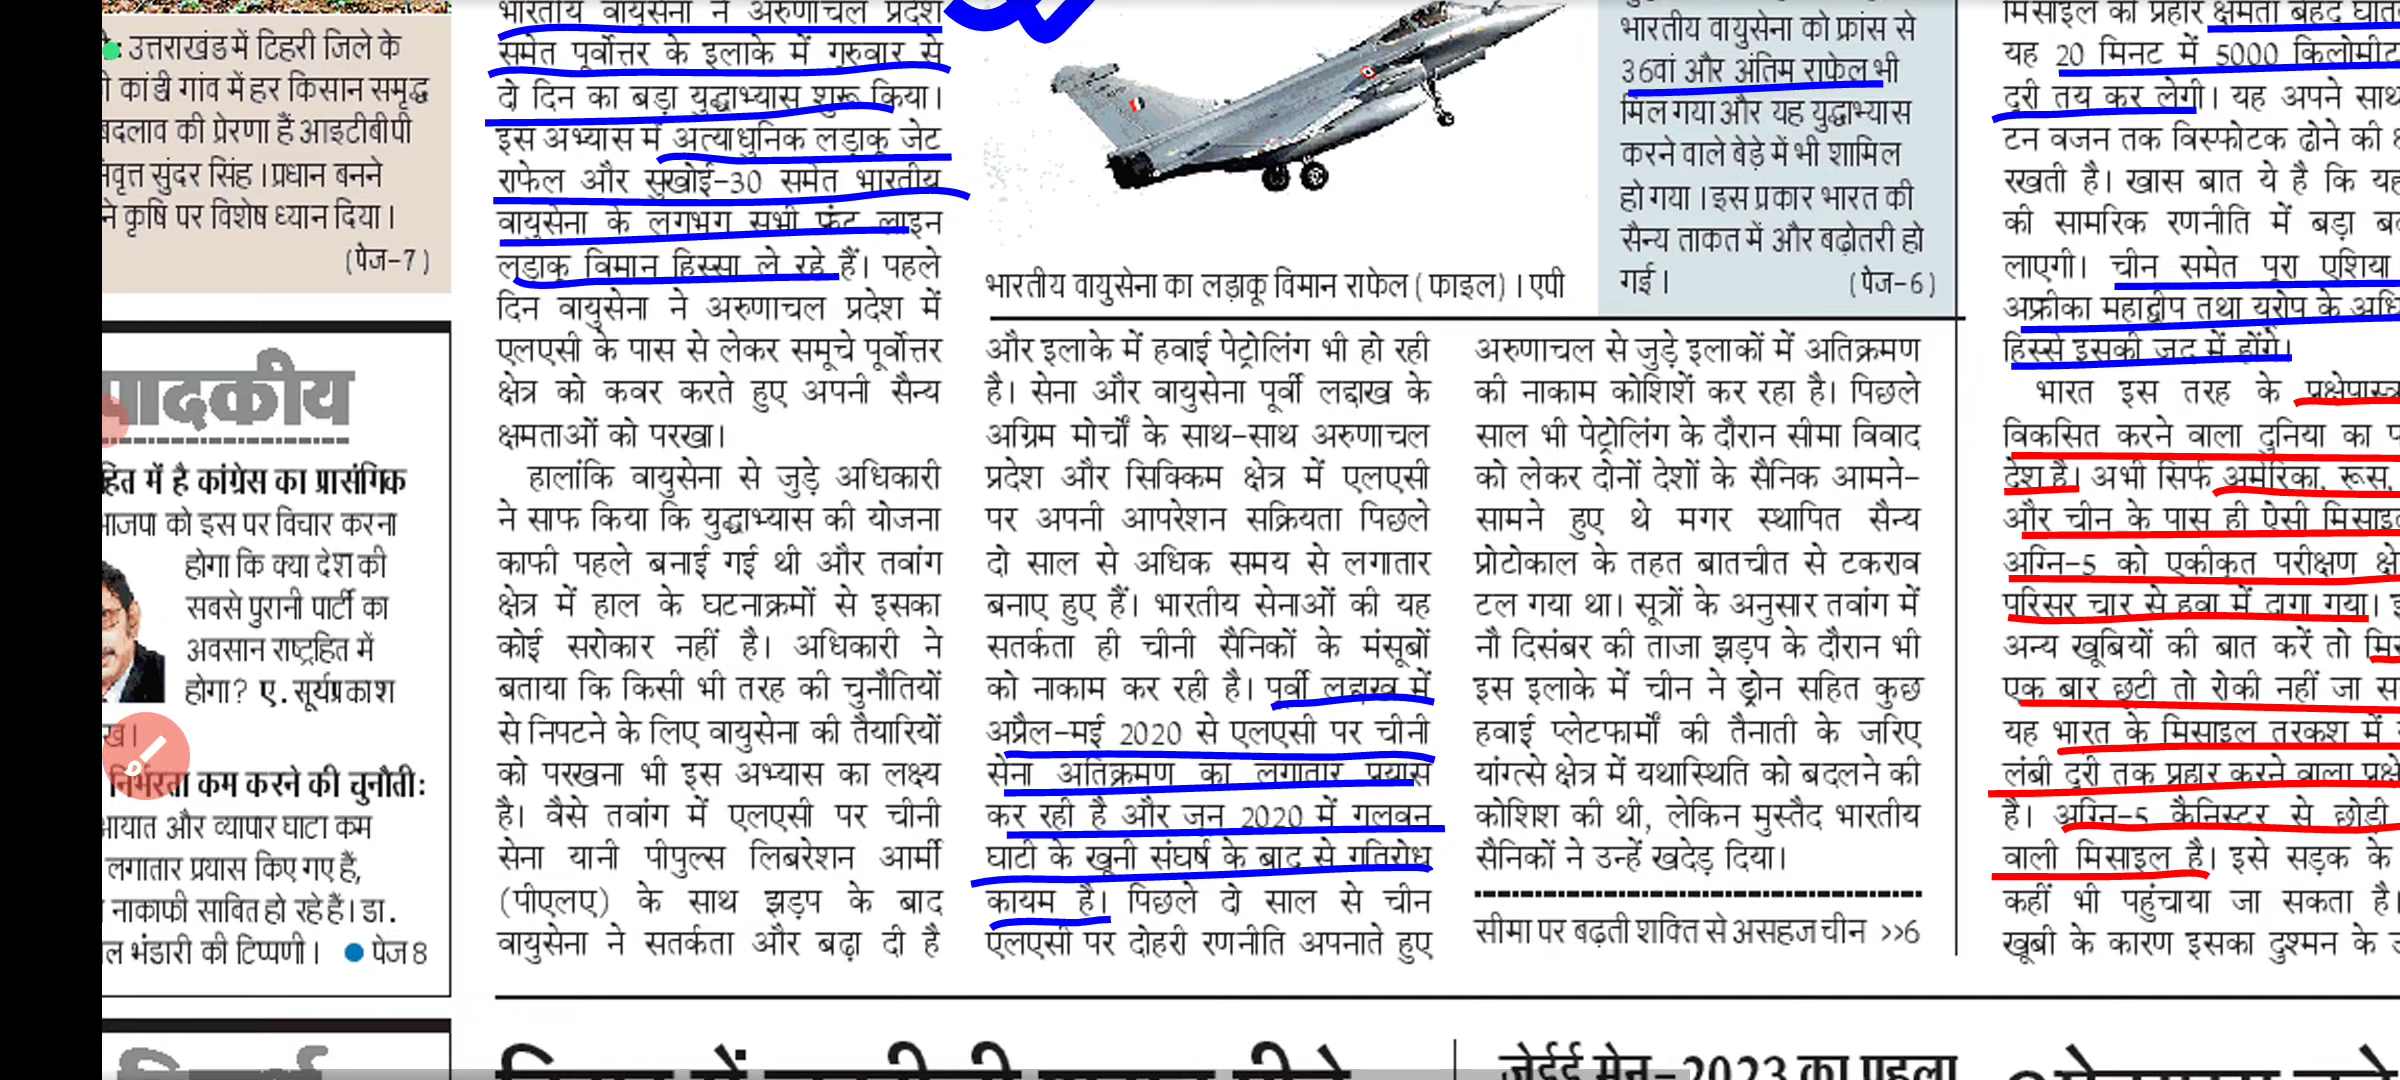 उत्तराखंड में टिहरी जिले के
कांडी गांव में हर किसान समृद्ध
बदलाव की प्रेरणा हैं आइटीबीपी
सुंदर सिंह। प्रधान बनने
ने कृषि पर विशेष ध्यान दिया।
(पेज-7)
हित में है कांग्रेस का प्रासंगिक
को इस पर विचार करना
होगा कि क्या देश की
सबसे पुरानी पार्टी का
अवसान राष्ट्रहित में
होगा? ए. सूर्यप्रकाश
निर्भरता कम करने की चुनौती:
आयात और व्यापार घाटा कम
लगातार प्रयास किए गए हैं,
नाकाफी साबित हो रहे हैं। डा.
भंडारी की टिप्पणी। ● पेज 8
भारतीय वायुसेना ने अरुणाचल प्रदेश
समेत पूर्वोत्तर के इलाके में गुरुवार से
दो दिन का बड़ा युद्धाभ्यास शुरू किया।
इस अभ्यास में अत्याधुनिक लड़ाकू जेट
राफेल और सुखोई-30 समेत भारतीय
वायुसेना के लगभग सभी फ्रंट लाइन
लड़ाकू विमान हिस्सा ले रहे हैं। पहले
दिन वायुसेना ने अरुणाचल प्रदेश में
एलएसी के पास से लेकर समूचे पूर्वोत्तर
क्षेत्र को कवर करते हुए अपनी सैन्य
क्षमताओं को परखा।
हालांकि वायुसेना से जुड़े अधिकारी
ने साफ किया कि युद्धाभ्यास की योजना
काफी पहले बनाई गई थी और तवांग
क्षेत्र में हाल के घटनाक्रमों से इसका
कोई सरोकार नहीं है। अधिकारी ने
बताया कि किसी भी तरह की चुनौतियों
से निपटने के लिए वायुसेना की तैयारियों
को परखना भी इस अभ्यास का लक्ष्य
है। वैसे तवांग में एलएसी पर चीनी
सेना यानी पीपुल्स लिबरेशन आर्मी
(पीएलए) के साथ झड़प के बाद
वायुसेना ने सतर्कता और बढ़ा दी है
भारतीय वायुसेना का लड़ाकू विमान राफेल (फाइल)। एपी
भारतीय वायुसेना को फ्रांस से
36वां और अंतिम राफेल भी
मिल गया और यह युद्धाभ्यास
करने वाले बेड़े में भी शामिल
हो गया। इस प्रकार भारत की
सैन्य ताकत में और बढ़ोतरी हो
गई। (पेज-6)
और इलाके में हवाई पेट्रोलिंग भी हो रही
है। सेना और वायुसेना पूर्वी लद्दाख के
अग्रिम मोर्चों के साथ-साथ अरुणाचल
प्रदेश और सिक्किम क्षेत्र में एलएसी
पर अपनी आपरेशन सक्रियता पिछले
दो साल से अधिक समय से लगातार
बनाए हुए हैं। भारतीय सेनाओं की यह
सतर्कता ही चीनी सैनिकों के मंसूबों
को नाकाम कर रही है। पूर्वी लद्दाख में
अप्रैल-मई 2020 से एलएसी पर चीनी
सेना अतिक्रमण का लगातार प्रयास
कर रही है और जून 2020 में गलवन
घाटी के खूनी संघर्ष के बाद से गतिरोध
कायम है। पिछले दो साल से चीन
एलएसी पर दोहरी रणनीति अपनाते हुए
अरुणाचल से जुड़े इलाकों में अतिक्रमण
की नाकाम कोशिशें कर रहा है। पिछले
साल भी पेट्रोलिंग के दौरान सीमा विवाद
को लेकर दोनों देशों के सैनिक आमने-
सामने हुए थे मगर स्थापित सैन्य
प्रोटोकाल के तहत बातचीत से टकराव
टल गया था। सूत्रों के अनुसार तवांग में
नौ दिसंबर की ताजा झड़प के दौरान भी
इस इलाके में चीन ने ड्रोन सहित कुछ
हवाई प्लेटफार्मों की तैनाती के जरिए
यांग्त्से क्षेत्र में यथास्थिति को बदलने की
कोशिश की थी, लेकिन मुस्तैद भारतीय
सैनिकों ने उन्हें खदेड़ दिया।
सीमा पर बढ़ती शक्ति से असहज चीन >>6
मिसाइल की प्रहार क्षमता बेहद
यह 20 मिनट में 5000
दूरी तय कर लेगी। यह अपने साथ
टन वजन तक विस्फोटक ढोने की
रखती है। खास बात ये है कि यह
की सामरिक रणनीति में बड़ा
लाएगी। चीन समेत पूरा एशिया
अफ्रीका महाद्वीप तथा यूरोप के
हिस्से इसकी जद में होंगे।
भारत इस तरह के
विकसित करने वाला दुनिया का
देश है। अभी सिर्फ अमेरिका, रूस,
और चीन के पास ही ऐसी
अग्नि-5 को एकीकृत परीक्षण
परिसर चार से हवा में दागा गया।
अन्य खूबियों की बात करें तो
एक बार छूटी तो रोकी नहीं जा
यह भारत के मिसाइल तरकश में
लंबी दूरी तक प्रहार करने वाला
है। अग्नि-5 कैनिस्टर से छोड़ी
वाली मिसाइल है। इसे सड़क के
कहीं भी पहुंचाया जा सकता है।
खूबी के कारण इसका दुश्मन के
जेईई मेन-2023 का पहला